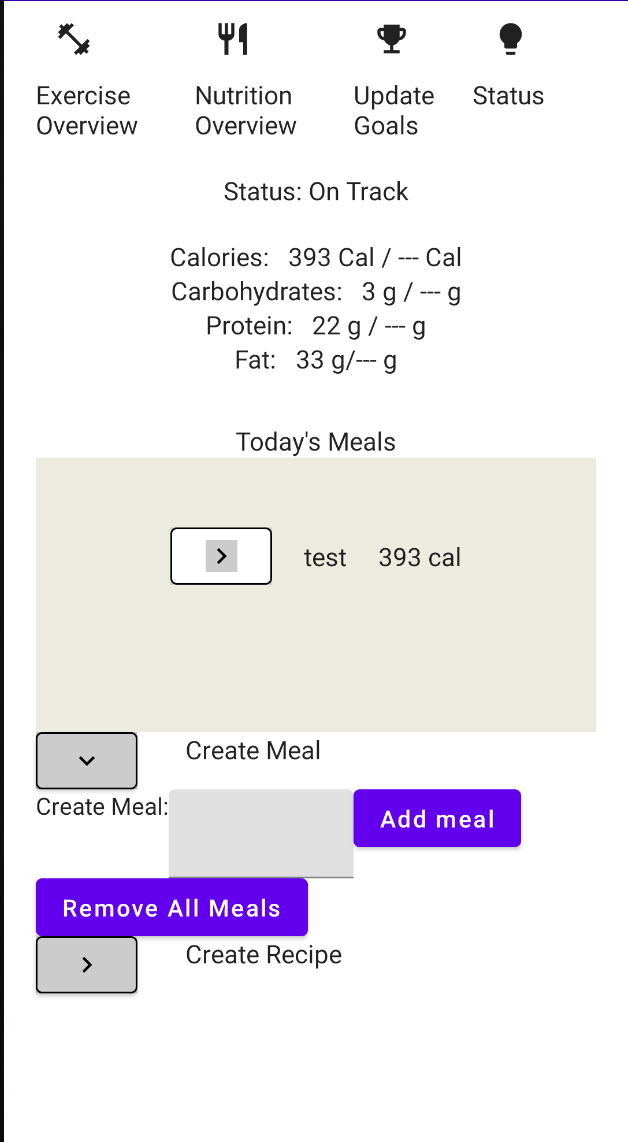 Exercise Overview
Nutrition Overview
Update Goals
Status
Status: On Track
Calories: 393 Cal / --- Cal
Carbohydrates: 3 g / --- g
Protein: 22 g / --- g
Fat: 33 g/--- g
Today's Meals
test 393 cal
Create Meal
Create Meal: Add meal
Remove All Meals
Create Recipe